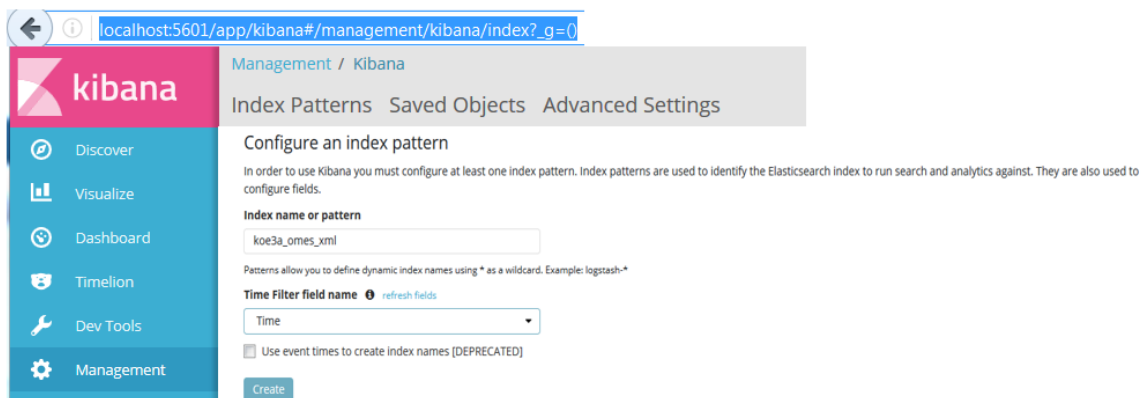 localhost:5601/app/kibana#/management/kibana/index?_g=()
kibana
Management / Kibana
Index Patterns Saved Objects Advanced Settings
Discover
Visualize
Dashboard
Timelion
Dev Tools
Management
Configure an index pattern
In order to use Kibana you must configure at least one index pattern. Index patterns are used to identify the Elasticsearch index to run search and analytics against. They are also used to
configure fields.
Index name or pattern
koe3a_omes_xml
Patterns allow you to define dynamic index names using * as a wildcard. Example: logstash-*
Time Filter field name refresh fields
Time
Use event times to create index names [DEPRECATED]
Create